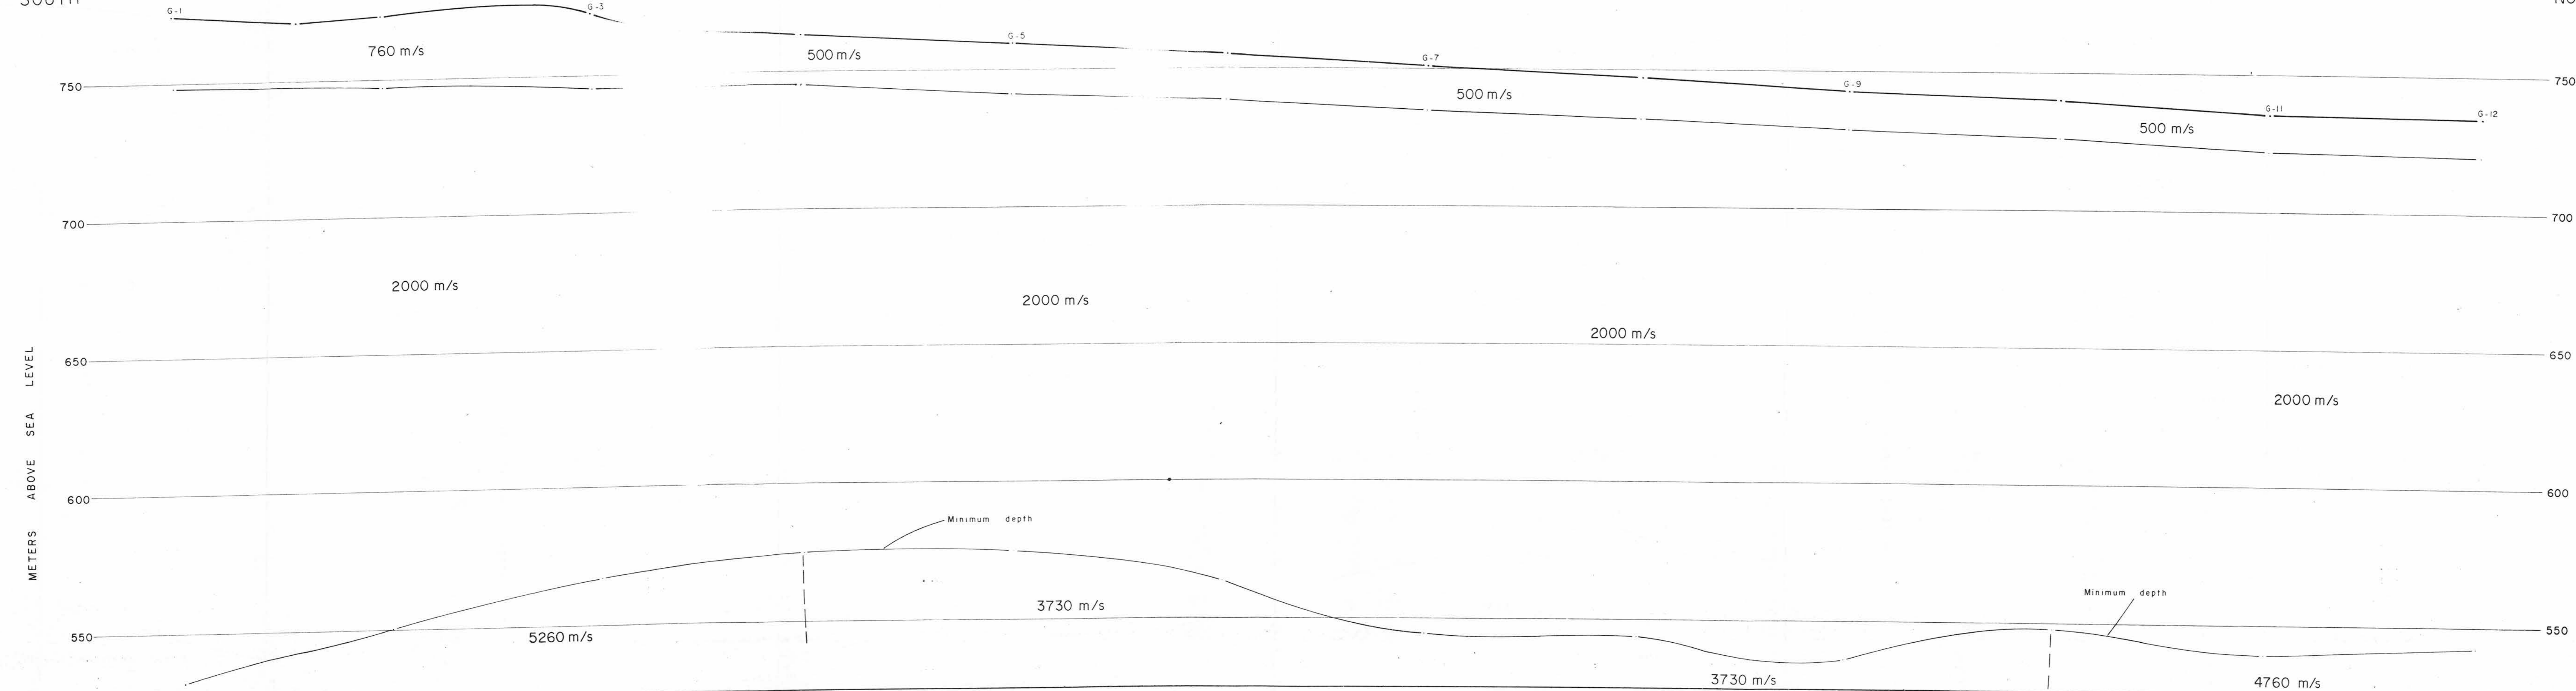 G-1
G-3
760 m/s
500 m/s
G-5
G-7
750
750
500 m/s
G-9
G-11
G-12
500 m/s
700
700
2000 m/s
2000 m/s
2000 m/s
650
650
2000 m/s
METERS ABOVE SEA LEVEL
600
600
Minimum depth
Minimum depth
3730 m/s
550
5260 m/s
550
3730 m/s
4760 m/s